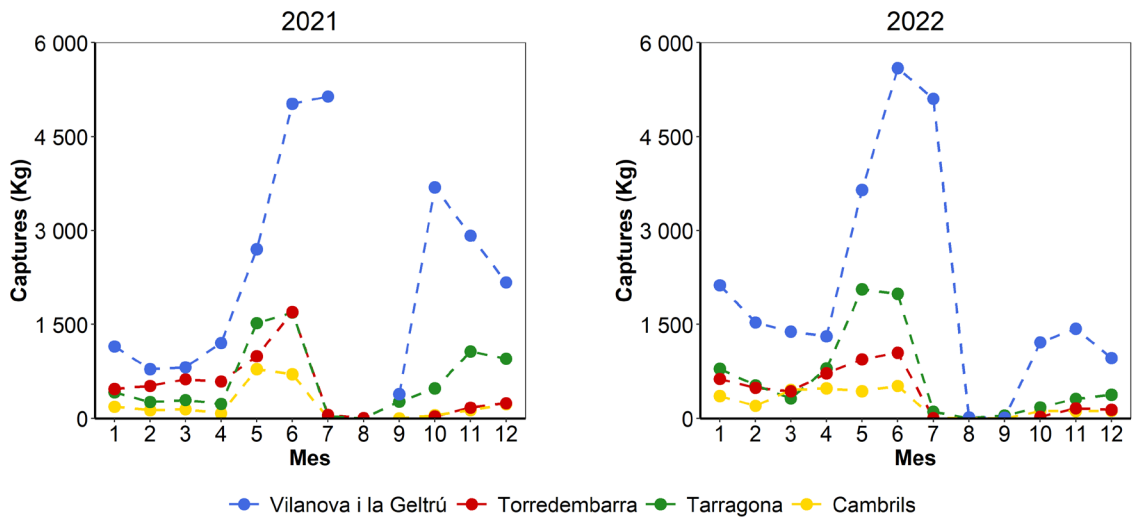 2021
6 000
4 500
3 000
1 500
0
Captures (Kg)
1 2 3 4 5 6 7 8 9 10 11 12
Mes
2022
6 000
4 500
3 000
1 500
0
Captures (Kg)
1 2 3 4 5 6 7 8 9 10 11 12
Mes
Vilanova i la Geltrú Torredembarra Tarragona Cambrils